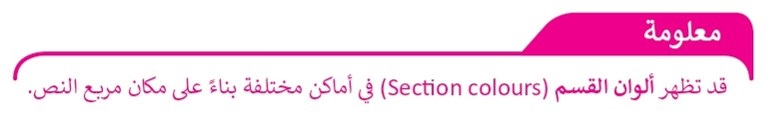 معلومة
قد تظهر ألوان القسم (Section colours) في أماكن مختلفة بناءً على مكان مربع النص.